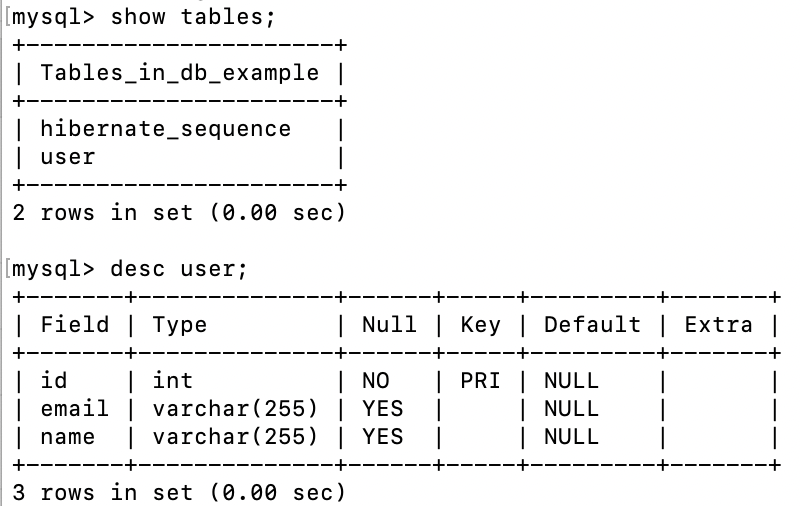 [mysql> show tables;
+----------------------+
| Tables_in_db_example |
+----------------------+
| hibernate_sequence   |
| user                 |
+----------------------+
2 rows in set (0.00 sec)
[mysql> desc user;
+-------+--------------+------+-----+---------+-------+
| Field | Type         | Null | Key | Default | Extra |
+-------+--------------+------+-----+---------+-------+
| id    | int          | NO   | PRI | NULL    |       |
| email | varchar(255) | YES  |     | NULL    |       |
| name  | varchar(255) | YES  |     | NULL    |       |
+-------+--------------+------+-----+---------+-------+
3 rows in set (0.00 sec)